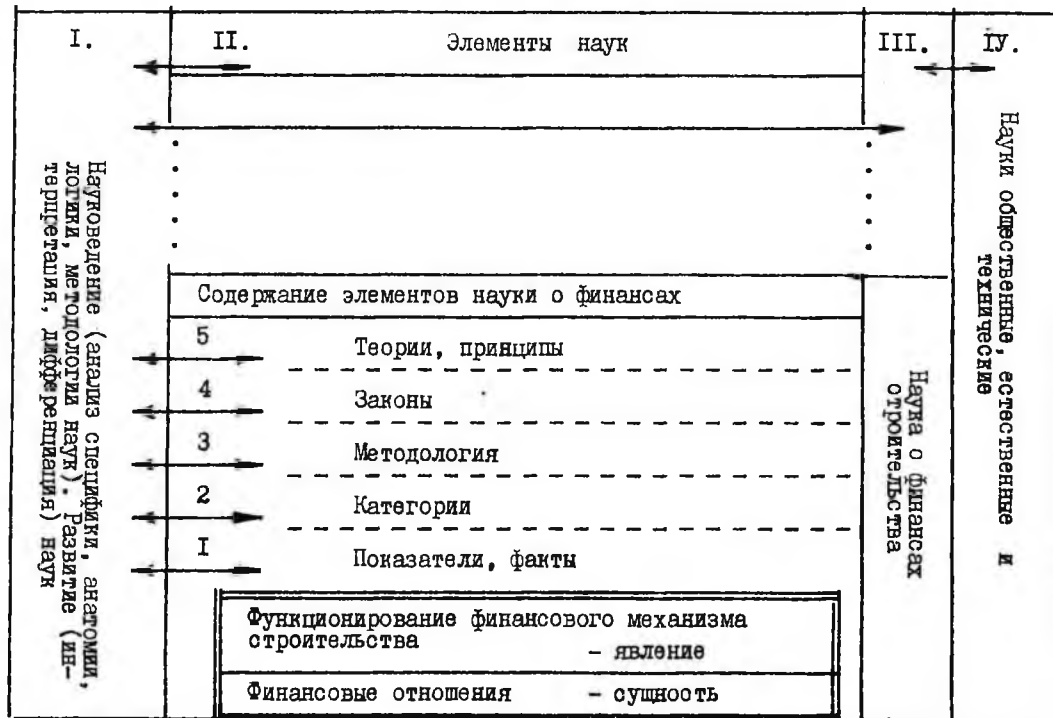 I.
II.
Элементы наук
III.
IУ.
Науковедение (анализ специфики, анатомии,
логики, методологии наук). Развитие (ин-
терпретация, дифференциация) наук
Содержание элементов науки о финансах
5 Теории, принципы
4 Законы
3 Методология
2 Категории
I Показатели, факты
Функционирование финансового механизма
строительства - явление
Финансовые отношения - сущность
Наука о финансах
строительства
Науки общественные, естественные и
технические